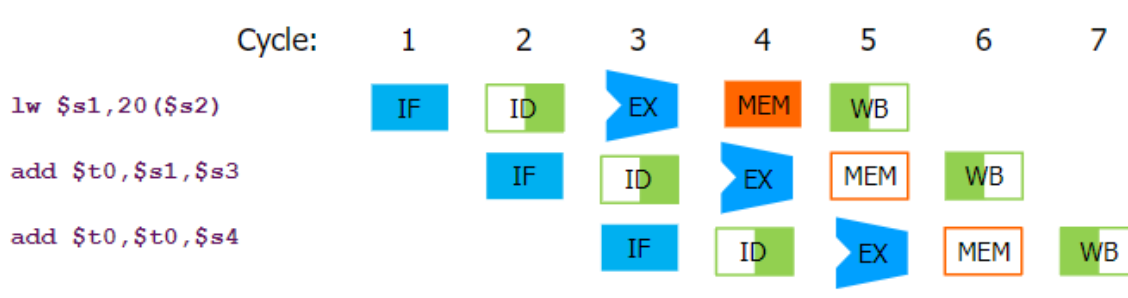 Cycle: 1 2 3 4 5 6 7
lw $s1,20($s2) IF ID EX MEM WB
add $t0,$s1,$s3 IF ID EX MEM WB
add $t0,$t0,$s4 IF ID EX MEM WB